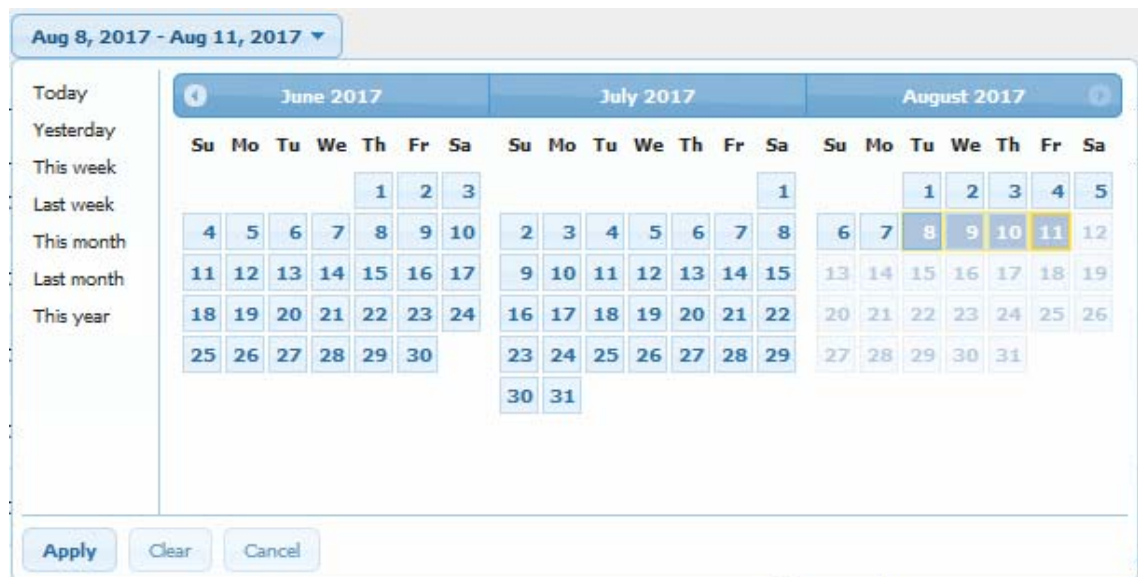 Aug 8, 2017 - Aug 11, 2017
Today
Yesterday
This week
Last week
This month
Last month
This year
June 2017
Su Mo Tu We Th Fr Sa
1 2 3
4 5 6 7 8 9 10
11 12 13 14 15 16 17
18 19 20 21 22 23 24
25 26 27 28 29 30
July 2017
Su Mo Tu We Th Fr Sa
1
2 3 4 5 6 7 8
9 10 11 12 13 14 15
16 17 18 19 20 21 22
23 24 25 26 27 28 29
30 31
August 2017
Su Mo Tu We Th Fr Sa
1 2 3 4 5
6 7 8 9 10 11 12
13 14 15 16 17 18 19
20 21 22 23 24 25 26
27 28 29 30 31
Apply Clear Cancel